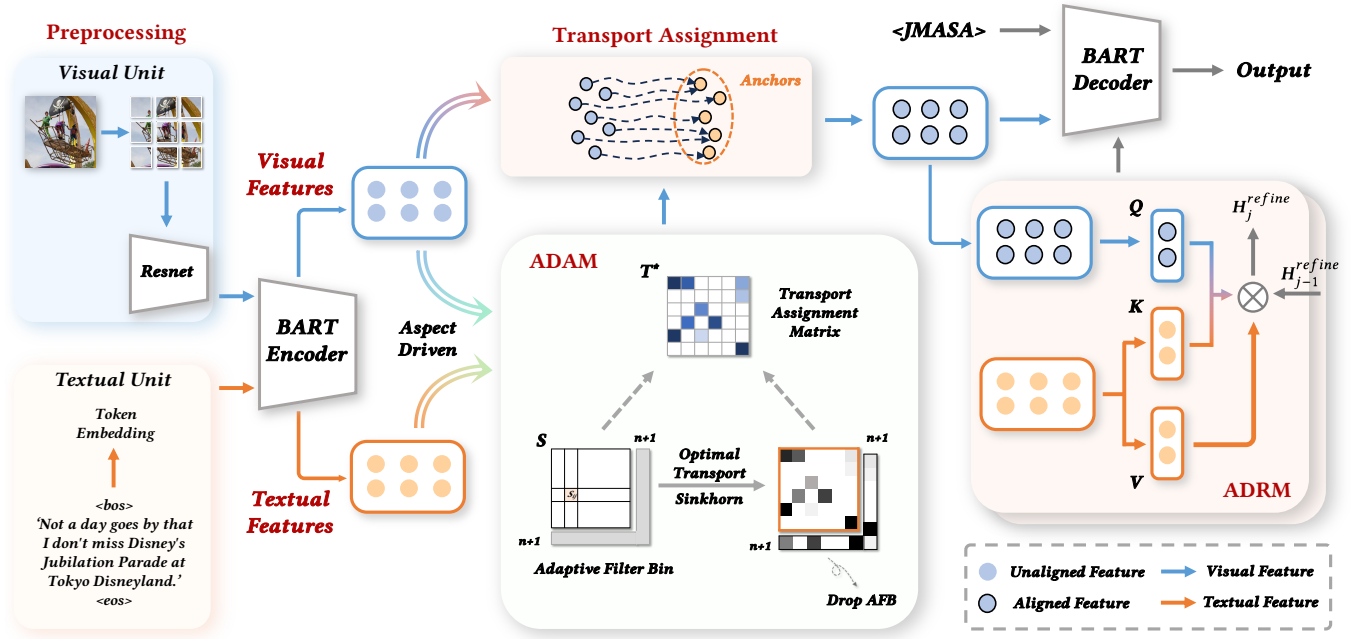 Preprocessing
Visual Unit
Resnet
Textual Unit
Token
Embedding
<bos>
‘Not a day goes by that
I don't miss Disney's
Jubilation Parade at
Tokyo Disneyland.’
<eos>
BART
Encoder
Visual
Features
Textual
Features
Aspect
Driven
Transport Assignment
Anchors
ADAM
T*
Transport
Assignment
Matrix
S
n+1
S_ij
n+1
Adaptive Filter Bin
Optimal
Transport
Sinkhorn
n+1
n+1
Drop AFB
<JMASA>
BART
Decoder
Output
Q
K
V
H_j^{refine}
H_{j-1}^{refine}
ADRM
Unaligned Feature
Visual Feature
Aligned Feature
Textual Feature